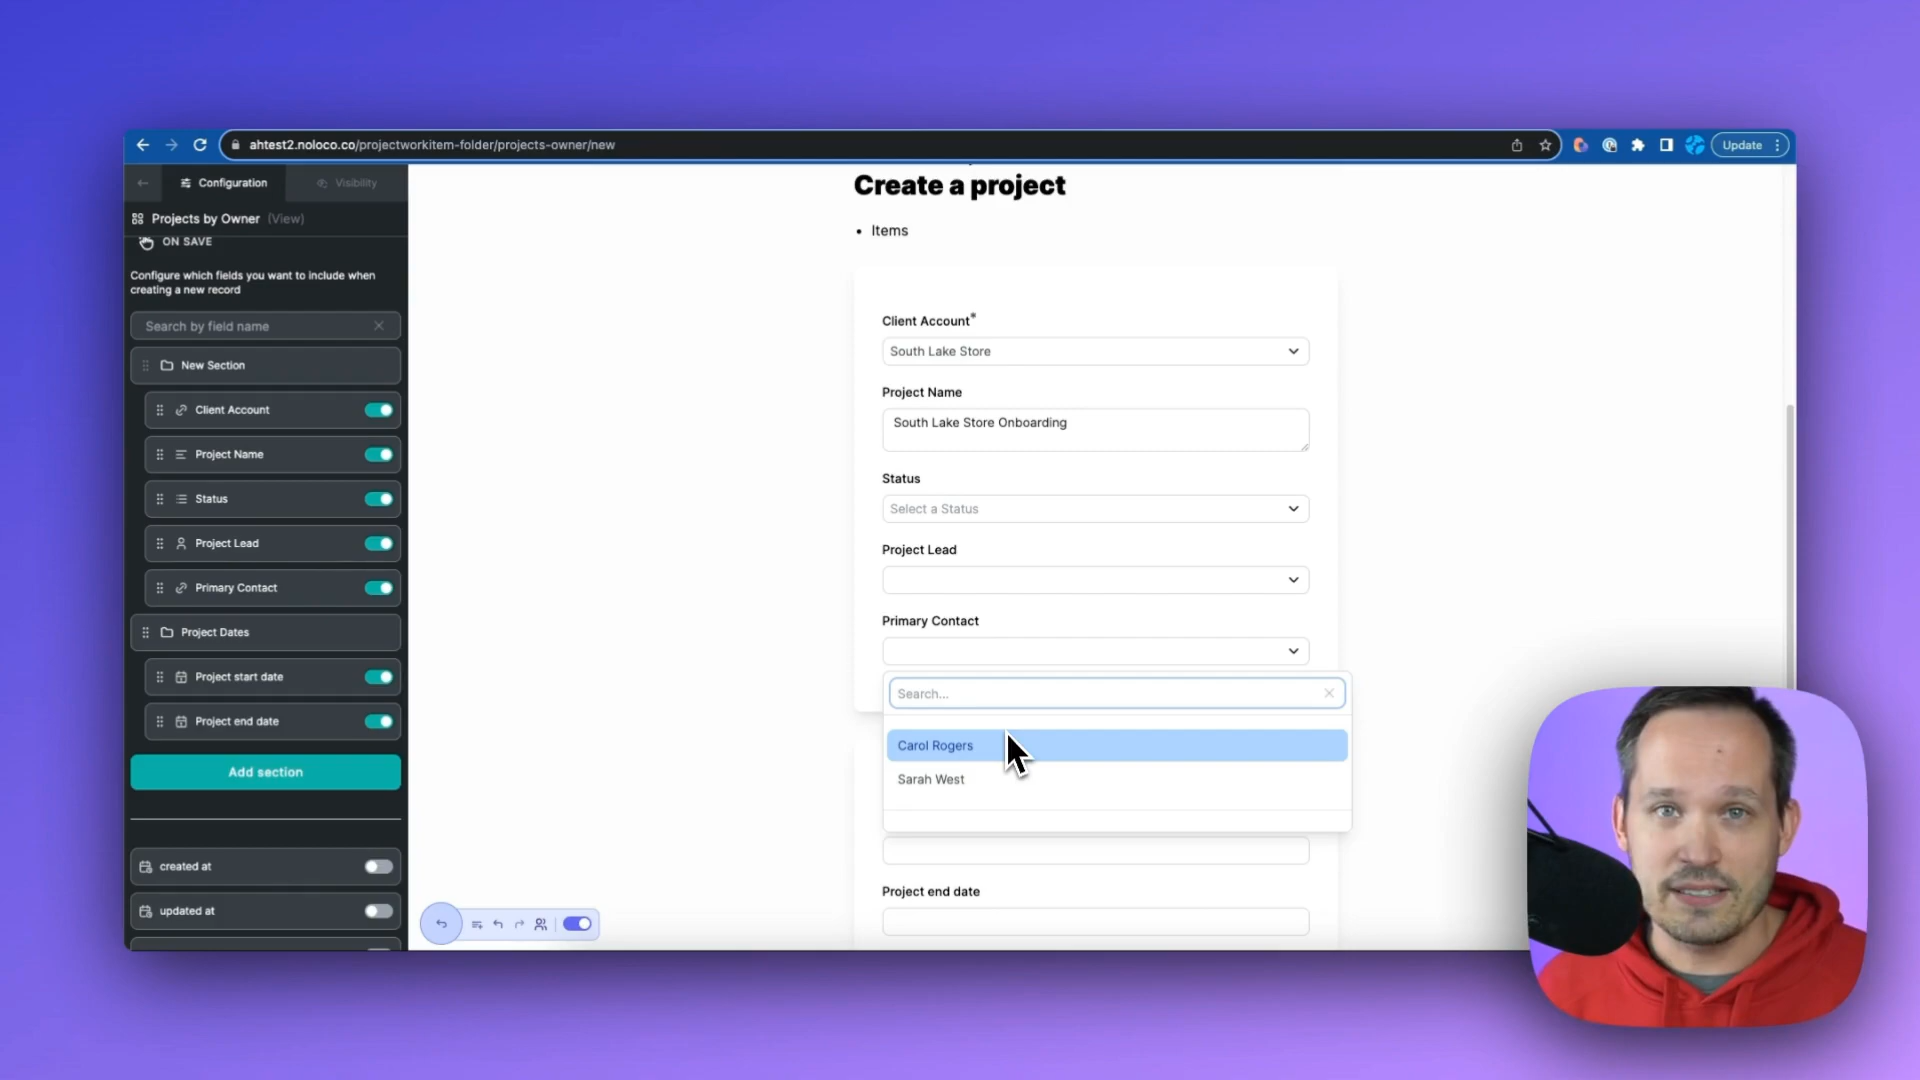 ahtest2.noloco.co/projectworkitem-folder/projects-owner/new
Update
Configuration
Visibility
Projects by Owner (View)
ON SAVE
Configure which fields you want to include when
creating a new record
Search by field name
New Section
Client Account
Project Name
Status
Project Lead
Primary Contact
Project Dates
Project start date
Project end date
Add section
created at
updated at
Create a project
• Items
Client Account*
South Lake Store
Project Name
South Lake Store Onboarding
Status
Select a Status
Project Lead
Primary Contact
Search...
Carol Rogers
Sarah West
Project end date